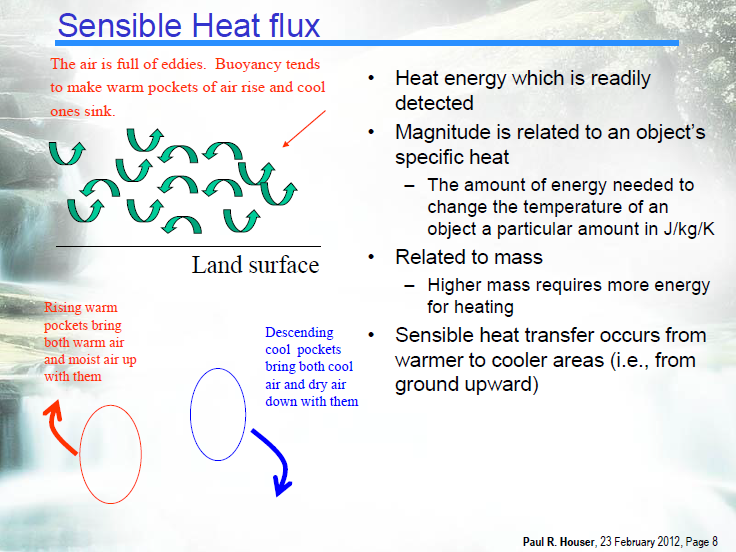 Sensible Heat flux
The air is full of eddies.  Buoyancy tends
to make warm pockets of air rise and cool
ones sink.
Land surface
Rising warm
pockets bring
both warm air
and moist air up
with them
Descending
cool  pockets
bring both cool
air and dry air
down with them
• Heat energy which is readily
detected
• Magnitude is related to an object's
specific heat
– The amount of energy needed to
change the temperature of an
object a particular amount in J/kg/K
• Related to mass
– Higher mass requires more energy
for heating
• Sensible heat transfer occurs from
warmer to cooler areas (i.e., from
ground upward)
Paul R. Houser, 23 February 2012, Page 8